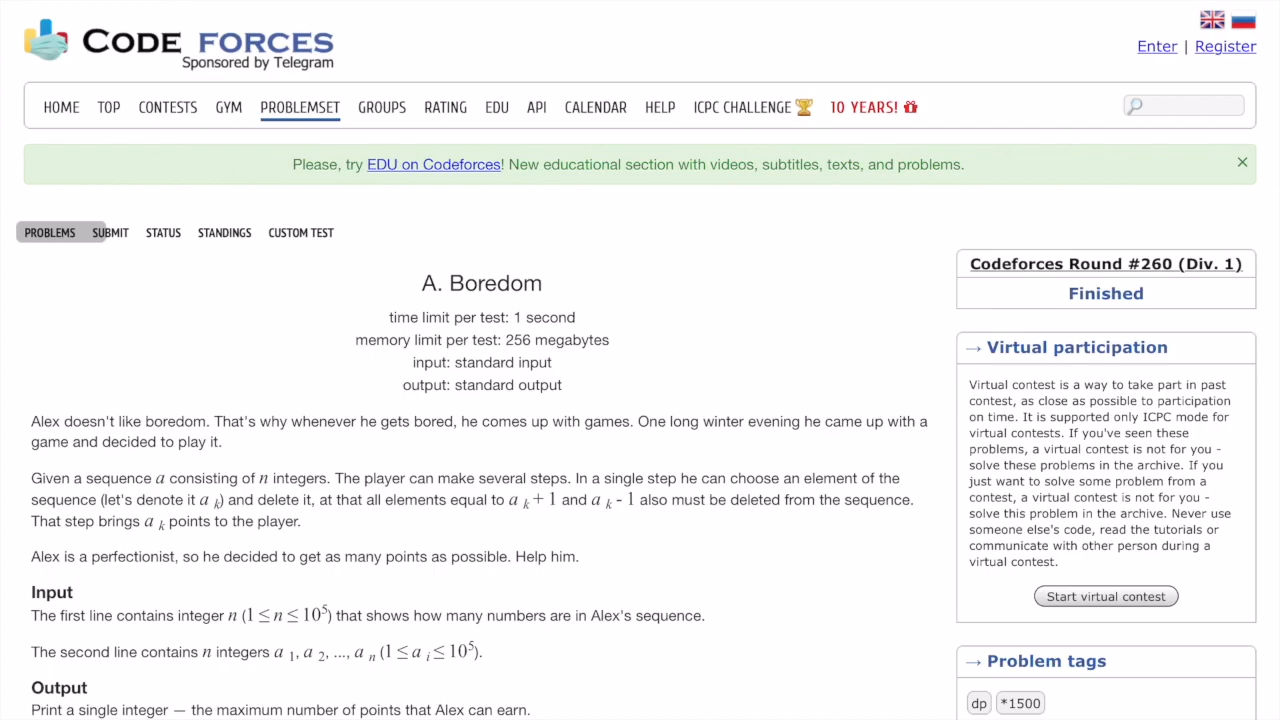 CODE FORCES
Sponsored by Telegram
Enter | Register
HOME TOP CONTESTS GYM PROBLEMSET GROUPS RATING EDU API CALENDAR HELP ICPC CHALLENGE 10 YEARS!
Please, try EDU on Codeforces! New educational section with videos, subtitles, texts, and problems. ×
PROBLEMS SUBMIT STATUS STANDINGS CUSTOM TEST
A. Boredom
time limit per test: 1 second
memory limit per test: 256 megabytes
input: standard input
output: standard output
Alex doesn't like boredom. That's why whenever he gets bored, he comes up with games. One long winter evening he came up with a
game and decided to play it.
Given a sequence a consisting of n integers. The player can make several steps. In a single step he can choose an element of the
sequence (let's denote it a k) and delete it, at that all elements equal to a k + 1 and a k - 1 also must be deleted from the sequence.
That step brings a k points to the player.
Alex is a perfectionist, so he decided to get as many points as possible. Help him.
Input
The first line contains integer n (1 ≤ n ≤ 10^5) that shows how many numbers are in Alex's sequence.
The second line contains n integers a 1, a 2, ..., a n (1 ≤ a i ≤ 10^5).
Output
Print a single integer — the maximum number of points that Alex can earn.
Codeforces Round #260 (Div. 1)
Finished
→ Virtual participation
Virtual contest is a way to take part in past
contest, as close as possible to participation
on time. It is supported only ICPC mode for
virtual contests. If you've seen these
problems, a virtual contest is not for you -
solve these problems in the archive. If you
just want to solve some problem from a
contest, a virtual contest is not for you -
solve this problem in the archive. Never use
someone else's code, read the tutorials or
communicate with other person during a
virtual contest.
Start virtual contest
→ Problem tags
dp *1500